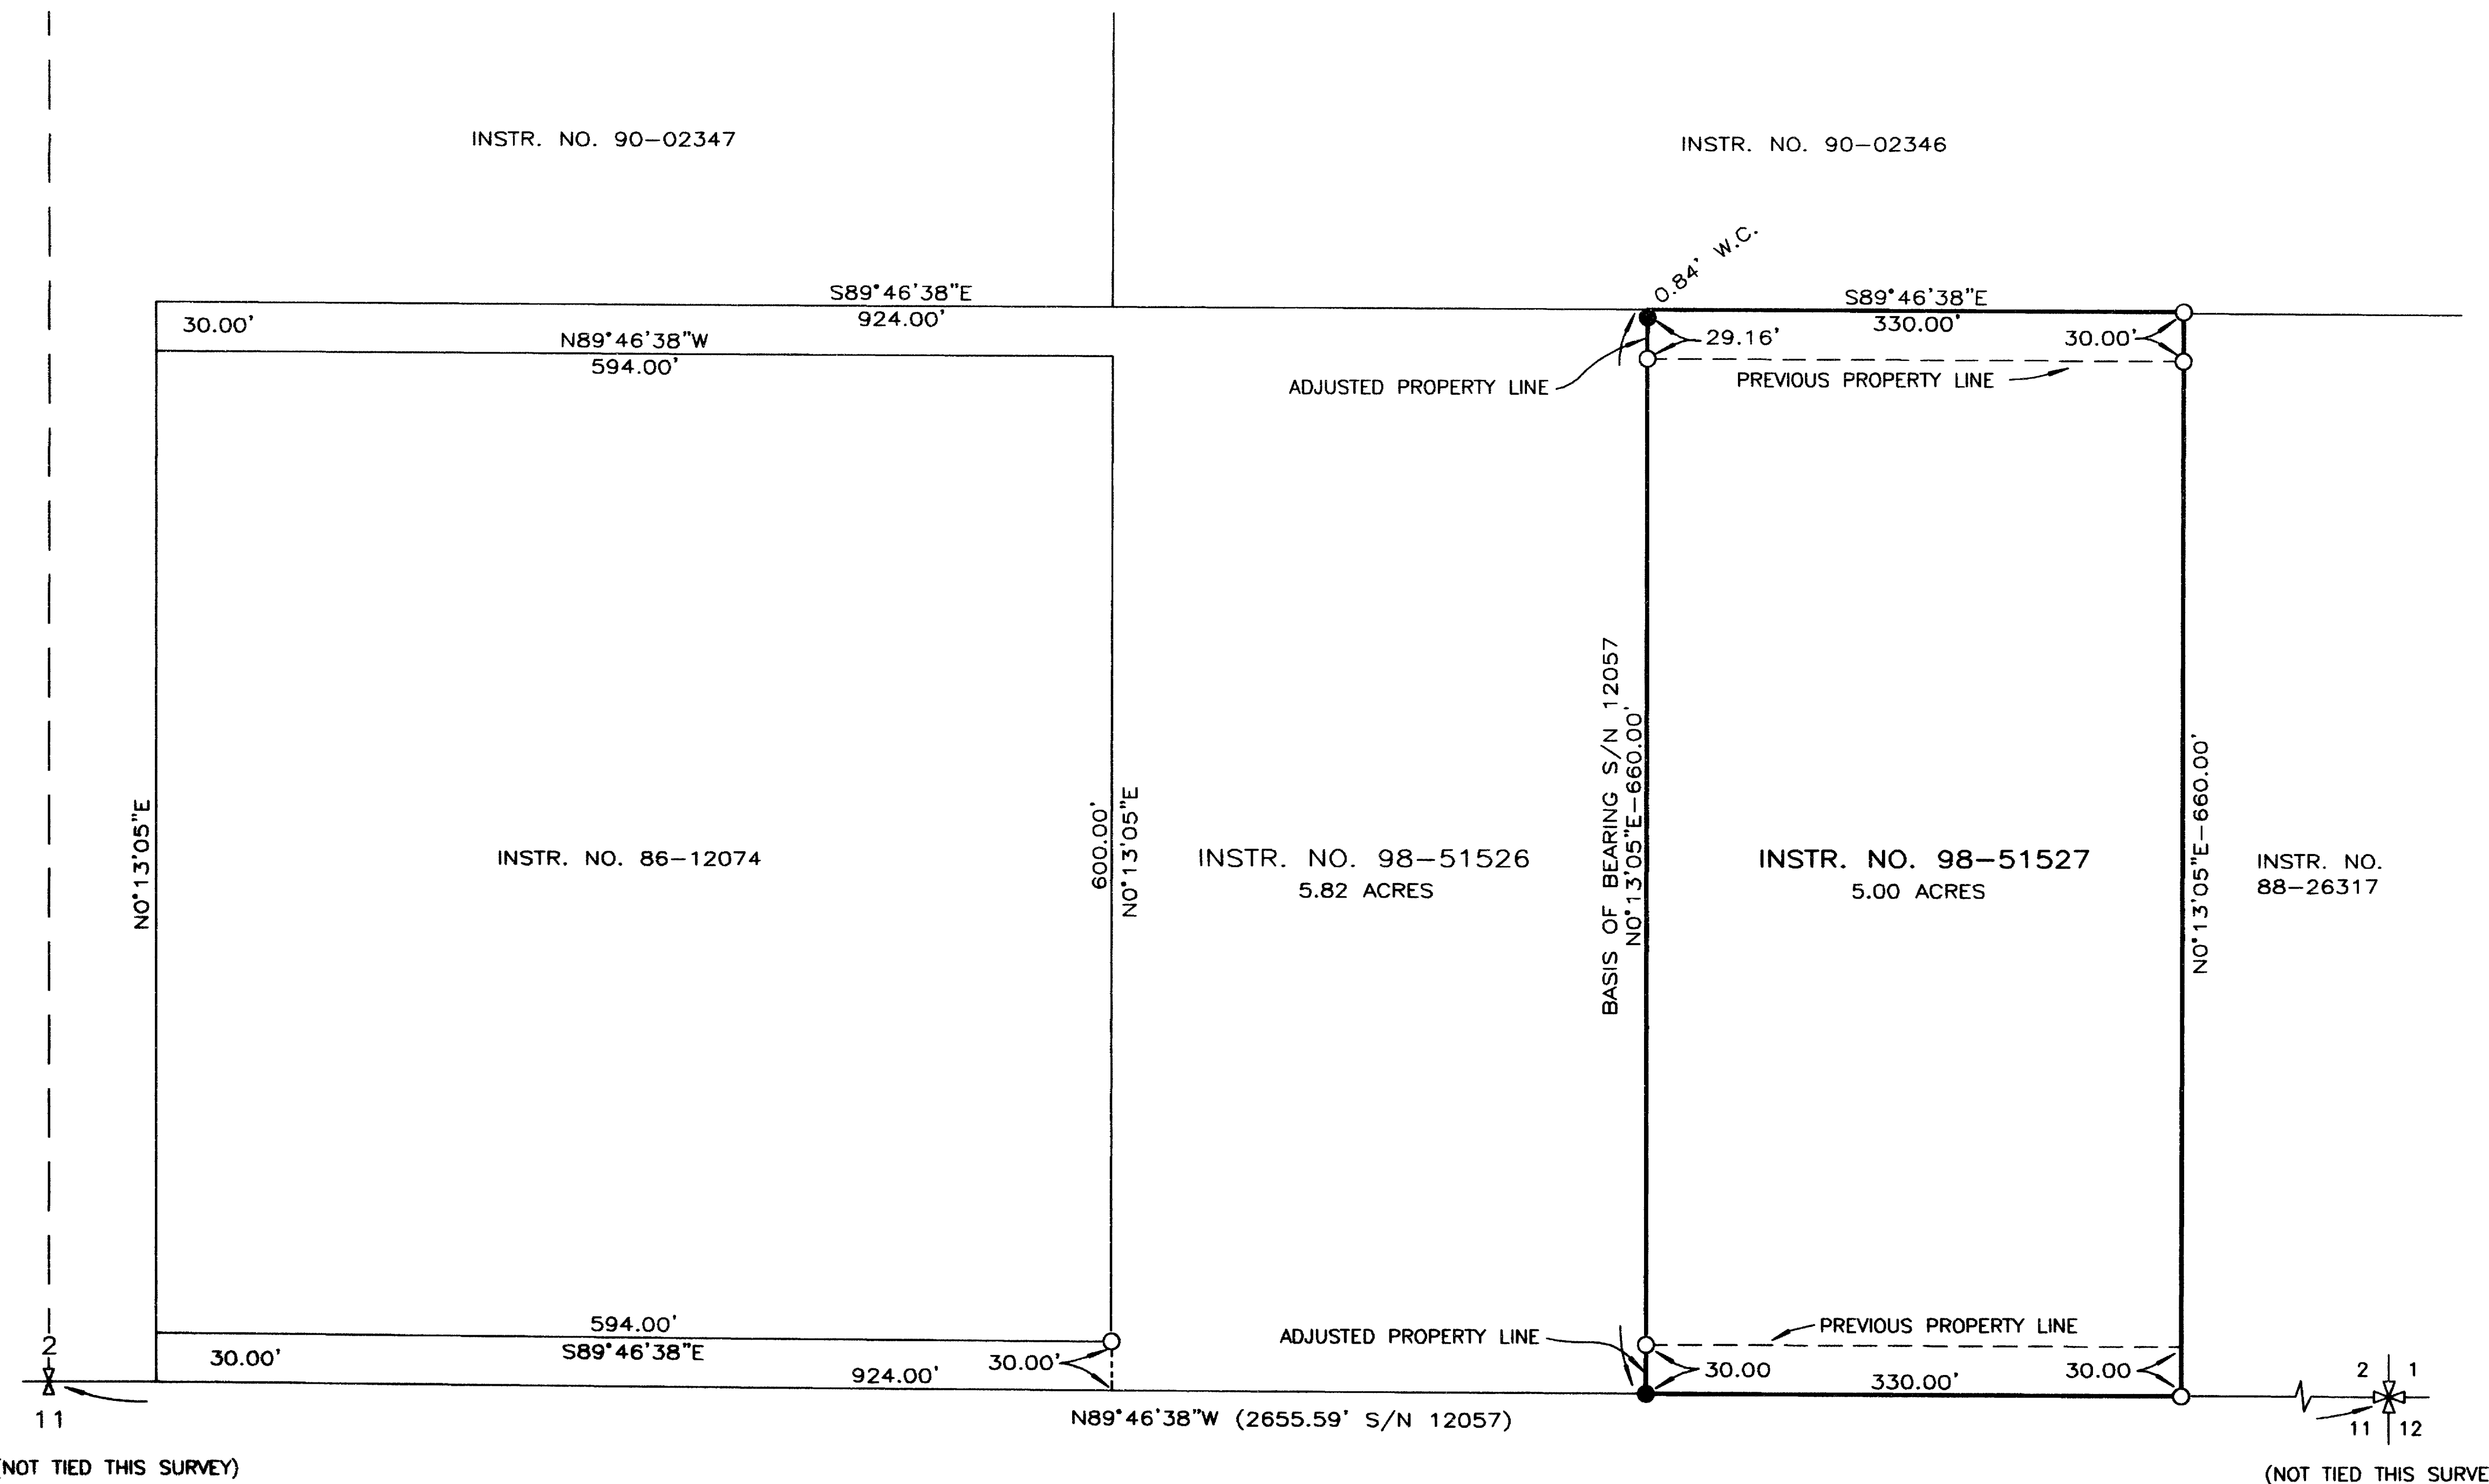 INSTR. NO. 90-02347
INSTR. NO. 90-02346
0.84' W.C.
S89°46'38"E
924.00'
30.00'
N89°46'38"W
594.00'
S89°46'38"E
330.00'
29.16'
30.00'
ADJUSTED PROPERTY LINE
PREVIOUS PROPERTY LINE
N0°13'05"E
INSTR. NO. 86-12074
600.00'
N0°13'05"E
INSTR. NO. 98-51526
5.82 ACRES
BASIS OF BEARING S/N 12057
N0°13'05"E-660.00'
INSTR. NO. 98-51527
5.00 ACRES
N0°13'05"E-660.00'
INSTR. NO.
88-26317
594.00'
S89°46'38"E
30.00'
30.00'
924.00'
ADJUSTED PROPERTY LINE
PREVIOUS PROPERTY LINE
30.00
30.00
330.00'
N89°46'38"W (2655.59' S/N 12057)
2
11
(NOT TIED THIS SURVEY)
2 1
11 12
(NOT TIED THIS SURVE